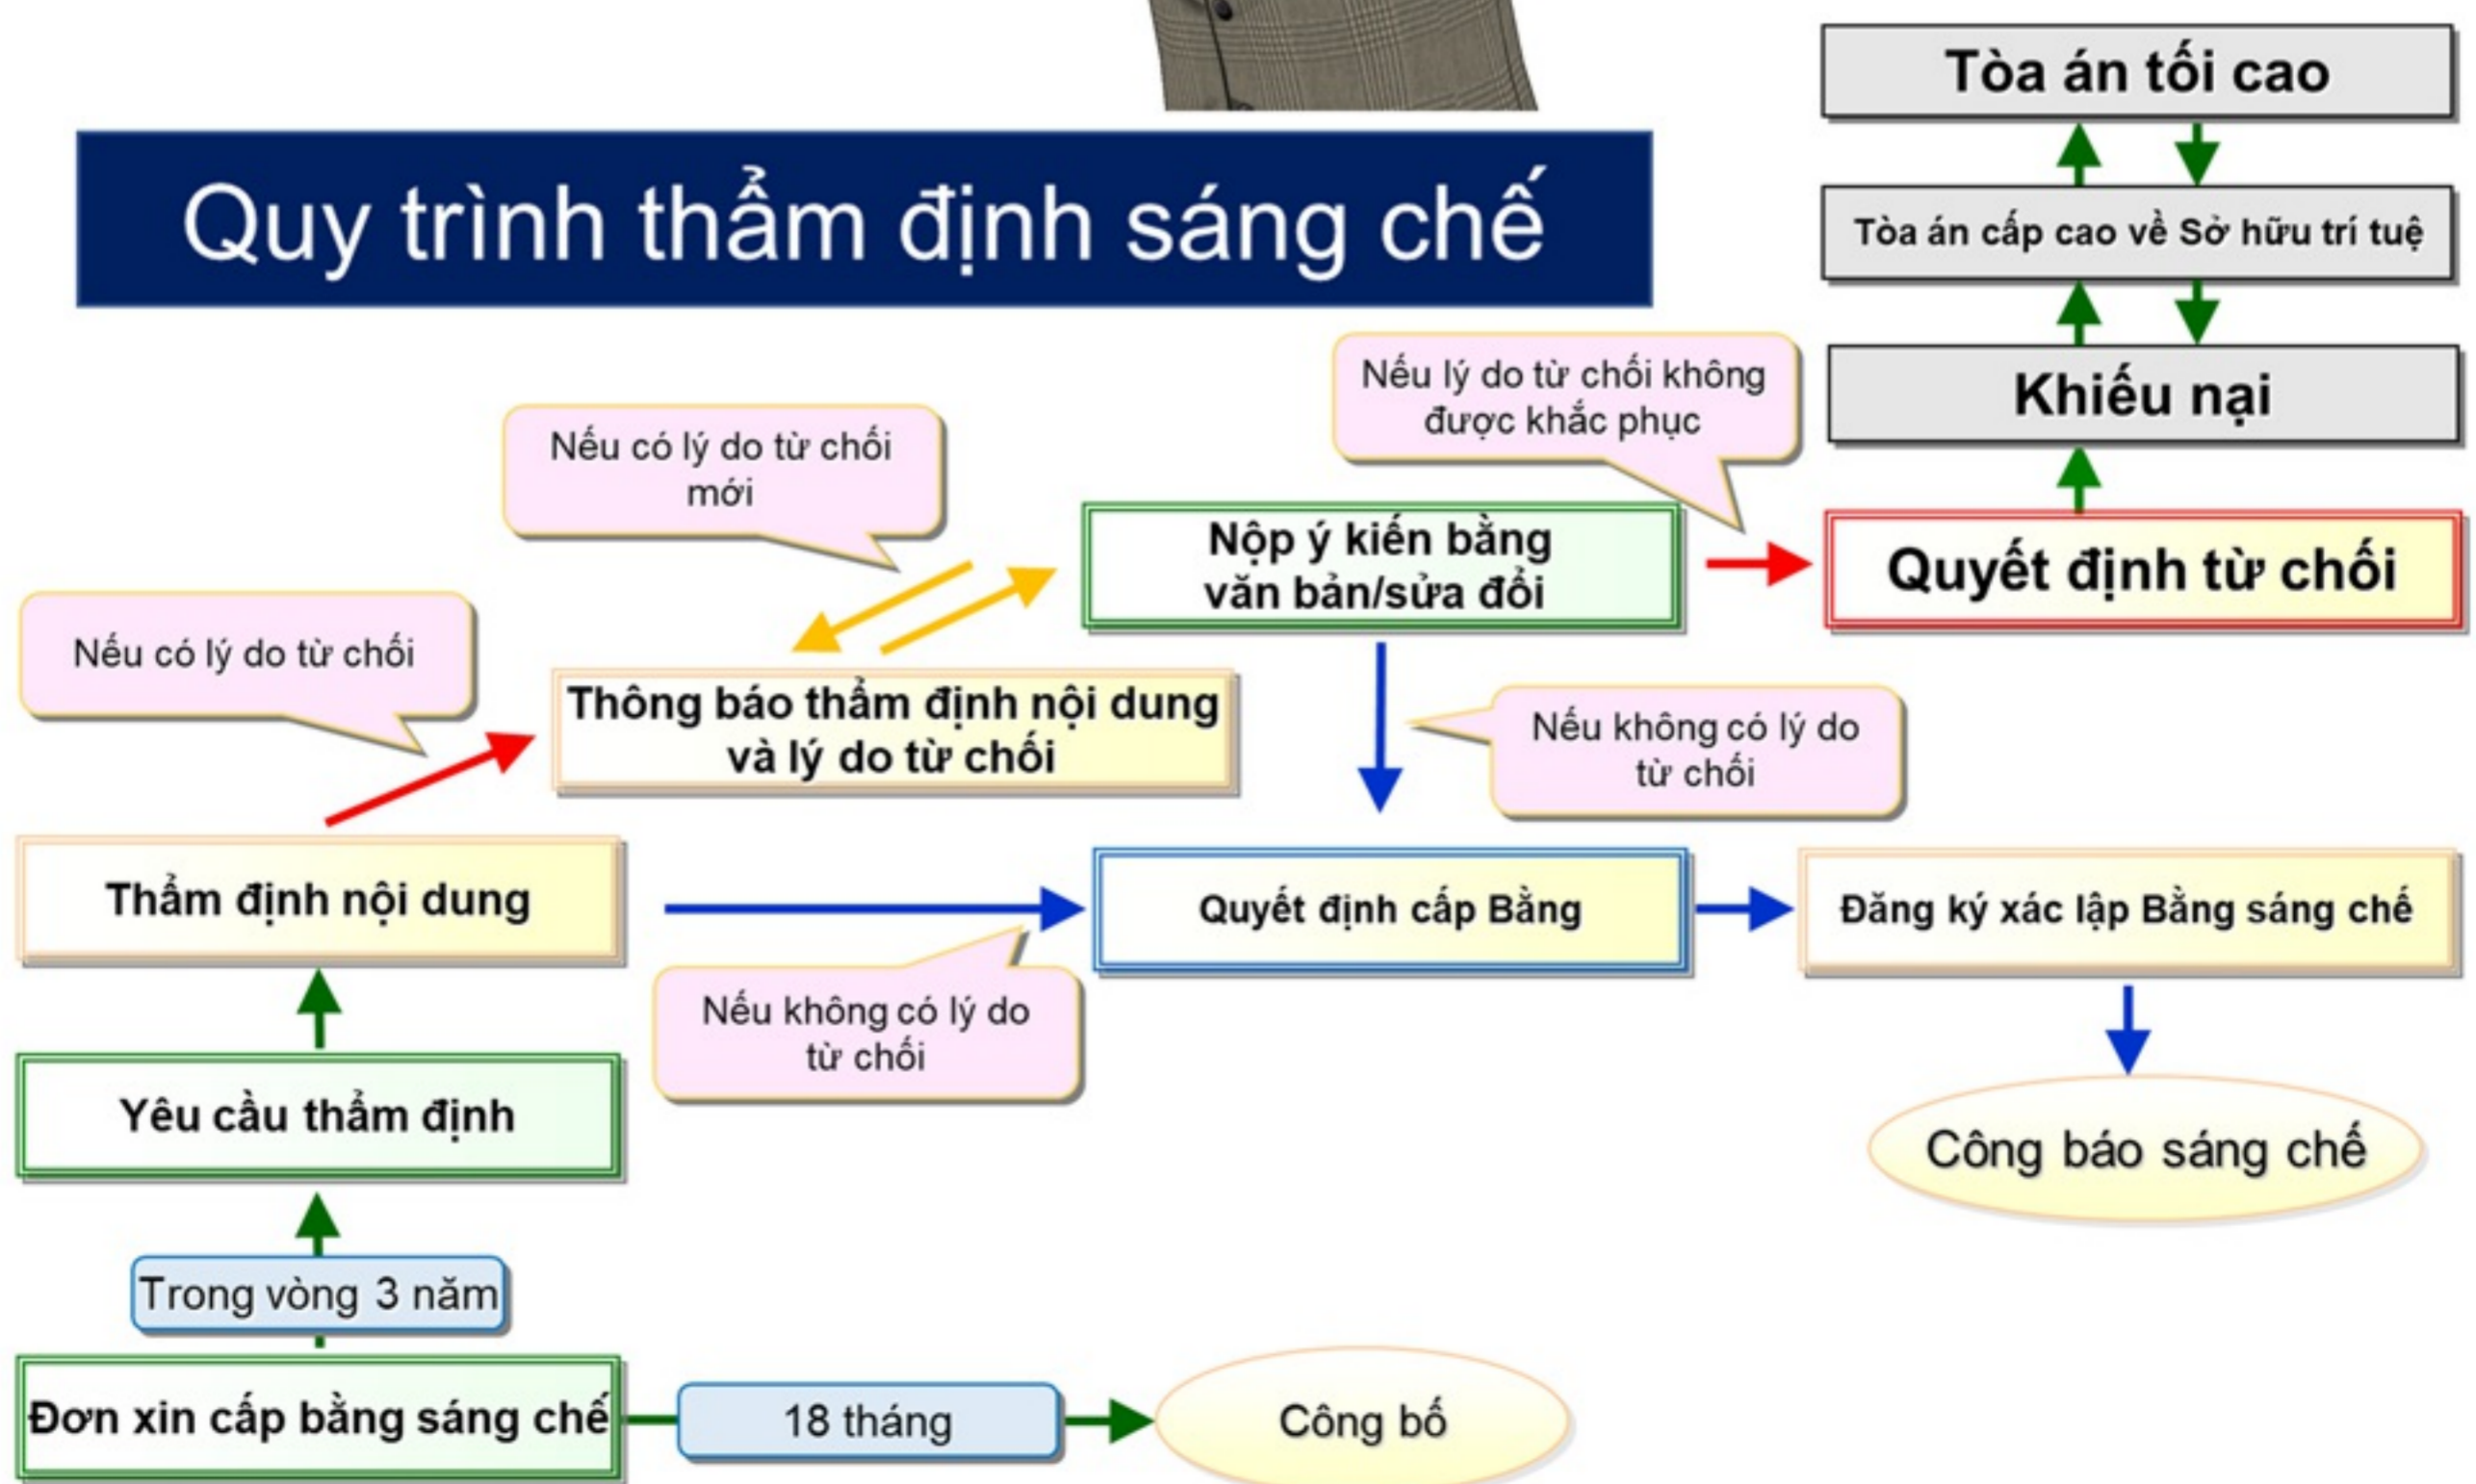 Tòa án tối cao
Quy trình thẩm định sáng chế
Tòa án cấp cao về Sở hữu trí tuệ
Nếu lý do từ chối không
được khắc phục
Khiếu nại
Nếu có lý do từ chối
mới
Nộp ý kiến bằng
văn bản/sửa đổi
Quyết định từ chối
Nếu có lý do từ chối
Thông báo thẩm định nội dung
và lý do từ chối
Nếu không có lý do
từ chối
Thẩm định nội dung
Quyết định cấp Bằng
Đăng ký xác lập Bằng sáng chế
Nếu không có lý do
từ chối
Yêu cầu thẩm định
Công báo sáng chế
Trong vòng 3 năm
Đơn xin cấp bằng sáng chế
18 tháng
Công bố